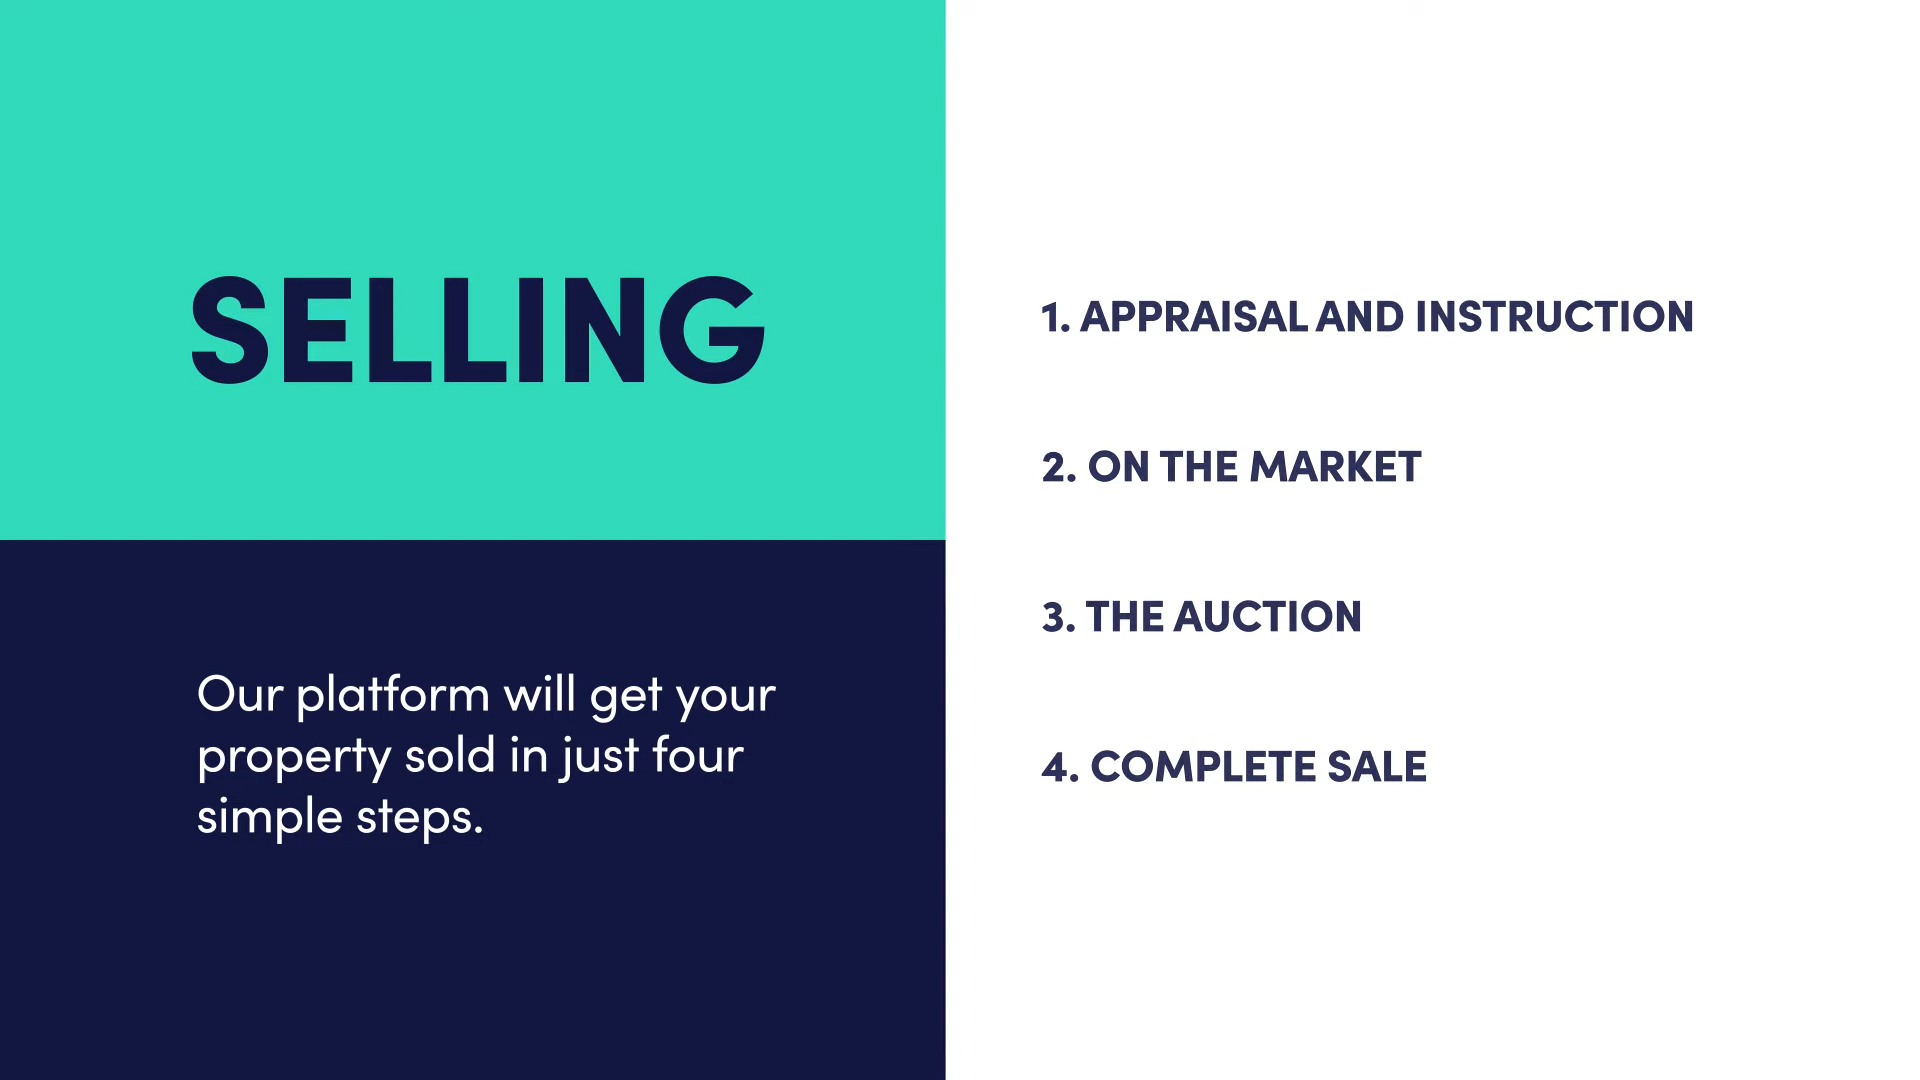 SELLING
Our platform will get your
property sold in just four
simple steps.
1. APPRAISAL AND INSTRUCTION
2. ON THE MARKET
3. THE AUCTION
4. COMPLETE SALE